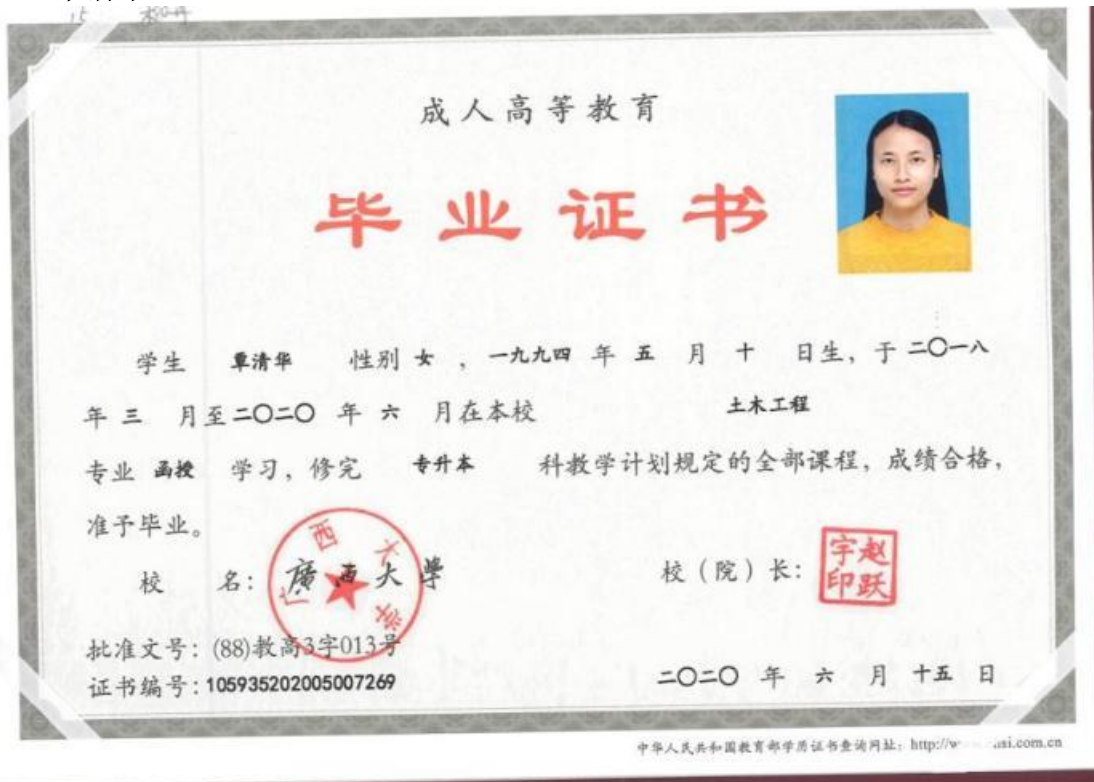 成人高等教育
毕业证书
学生 覃清华 性别 女 ，一九九四 年 五 月 十 日生，于 二〇一八
年 三 月至 二〇二〇 年 六 月在本校 土木工程
专业 函授 学习，修完 专升本 科教学计划规定的全部课程，成绩合格，
准予毕业。
校 名：廣西大學
广西大学
校（院）长：
赵跃宇印
批准文号：(88)教高3字013号
证书编号：105935202005007269
二〇二〇 年 六 月 十五 日
中华人民共和国教育部学历证书查询网址：http://w
si.com.cn